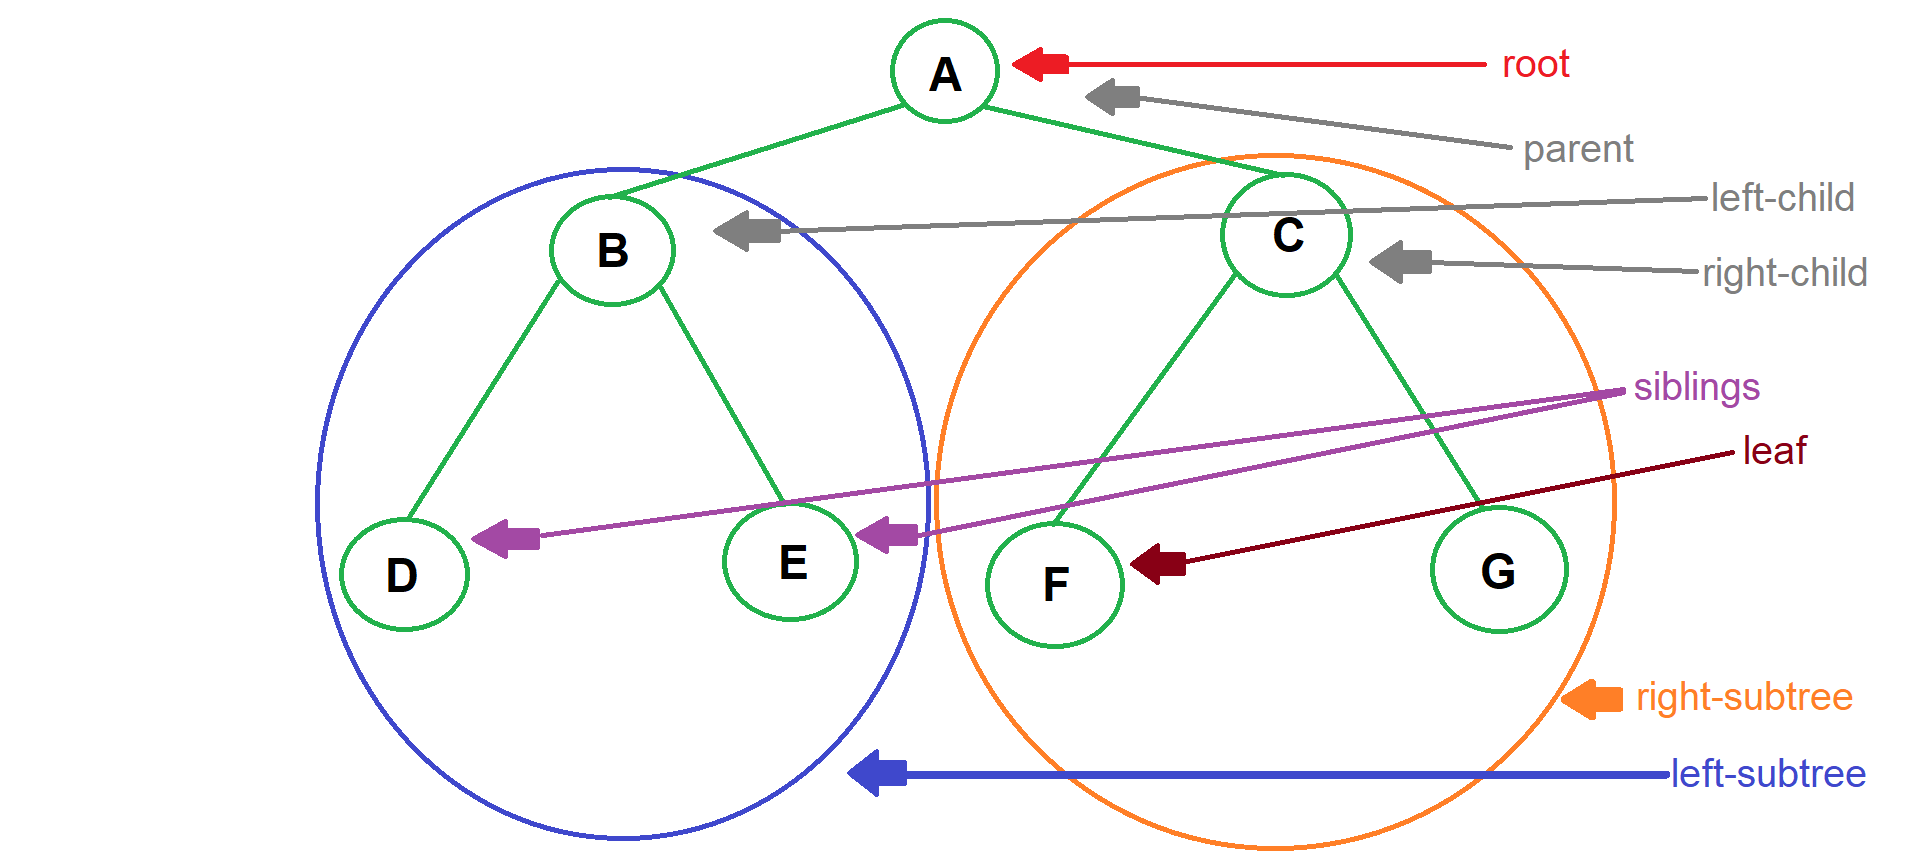 A
root
parent
left-child
B
C
right-child
siblings
leaf
D
E
F
G
right-subtree
left-subtree